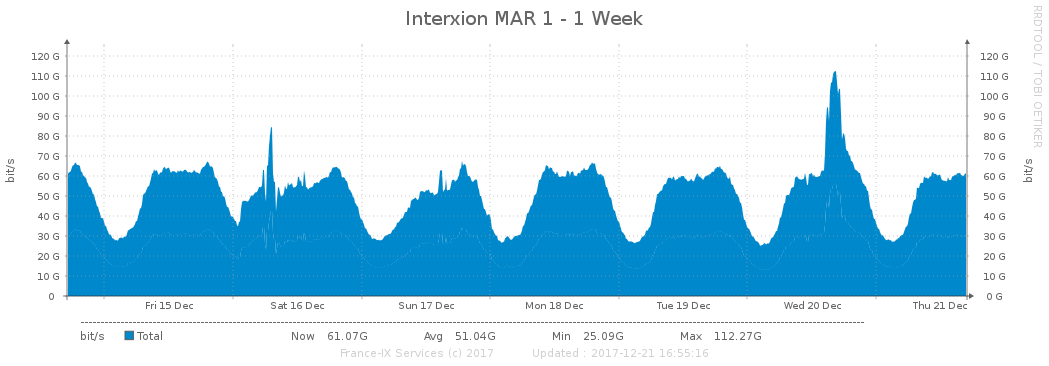 Interxion MAR 1 - 1 Week
RRDTOOL / TOBI OETIKER
bit/s
bit/s
120 G 120 G
110 G 110 G
100 G 100 G
90 G 90 G
80 G 80 G
70 G 70 G
60 G 60 G
50 G 50 G
40 G 40 G
30 G 30 G
20 G 20 G
10 G 10 G
0 0 G
Fri 15 Dec Sat 16 Dec Sun 17 Dec Mon 18 Dec Tue 19 Dec Wed 20 Dec Thu 21 Dec
bit/s Total Now 61.07G Avg 51.04G Min 25.09G Max 112.27G
France-IX Services (c) 2017 Updated : 2017-12-21 16:55:16